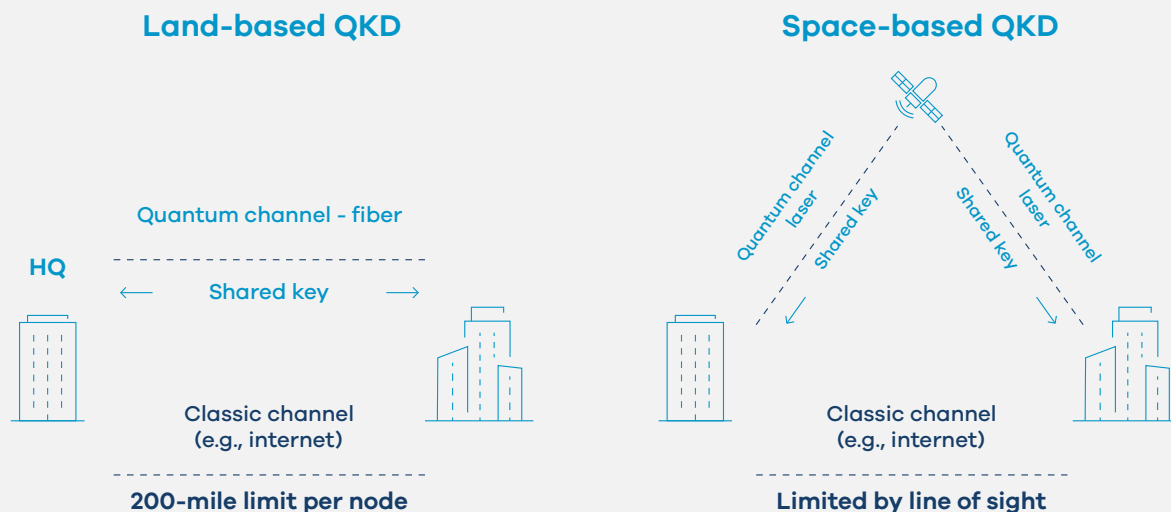 Land-based QKD
Quantum channel - fiber
HQ
Shared key
Classic channel
(e.g., internet)
200-mile limit per node
Space-based QKD
Quantum channel
laser
Shared key
Quantum channel
laser
Shared key
Classic channel
(e.g., internet)
Limited by line of sight